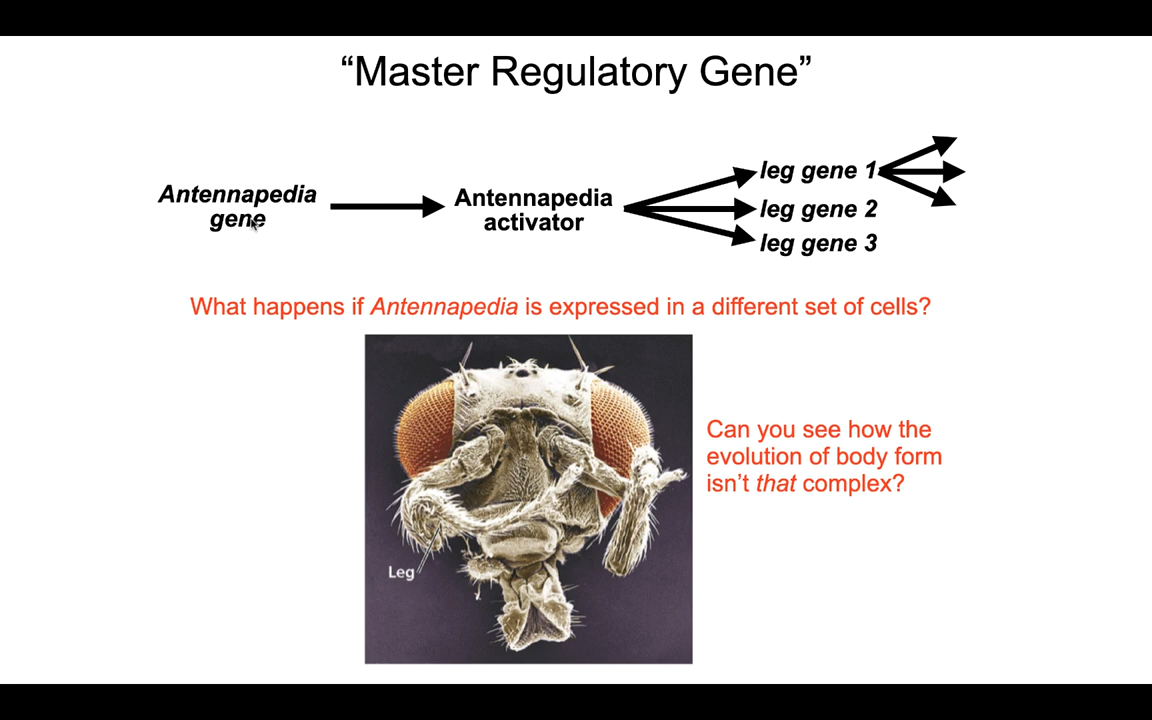 “Master Regulatory Gene”
Antennapedia
gene
Antennapedia
activator
leg gene 1
leg gene 2
leg gene 3
What happens if Antennapedia is expressed in a different set of cells?
Can you see how the
evolution of body form
isn’t that complex?
Leg